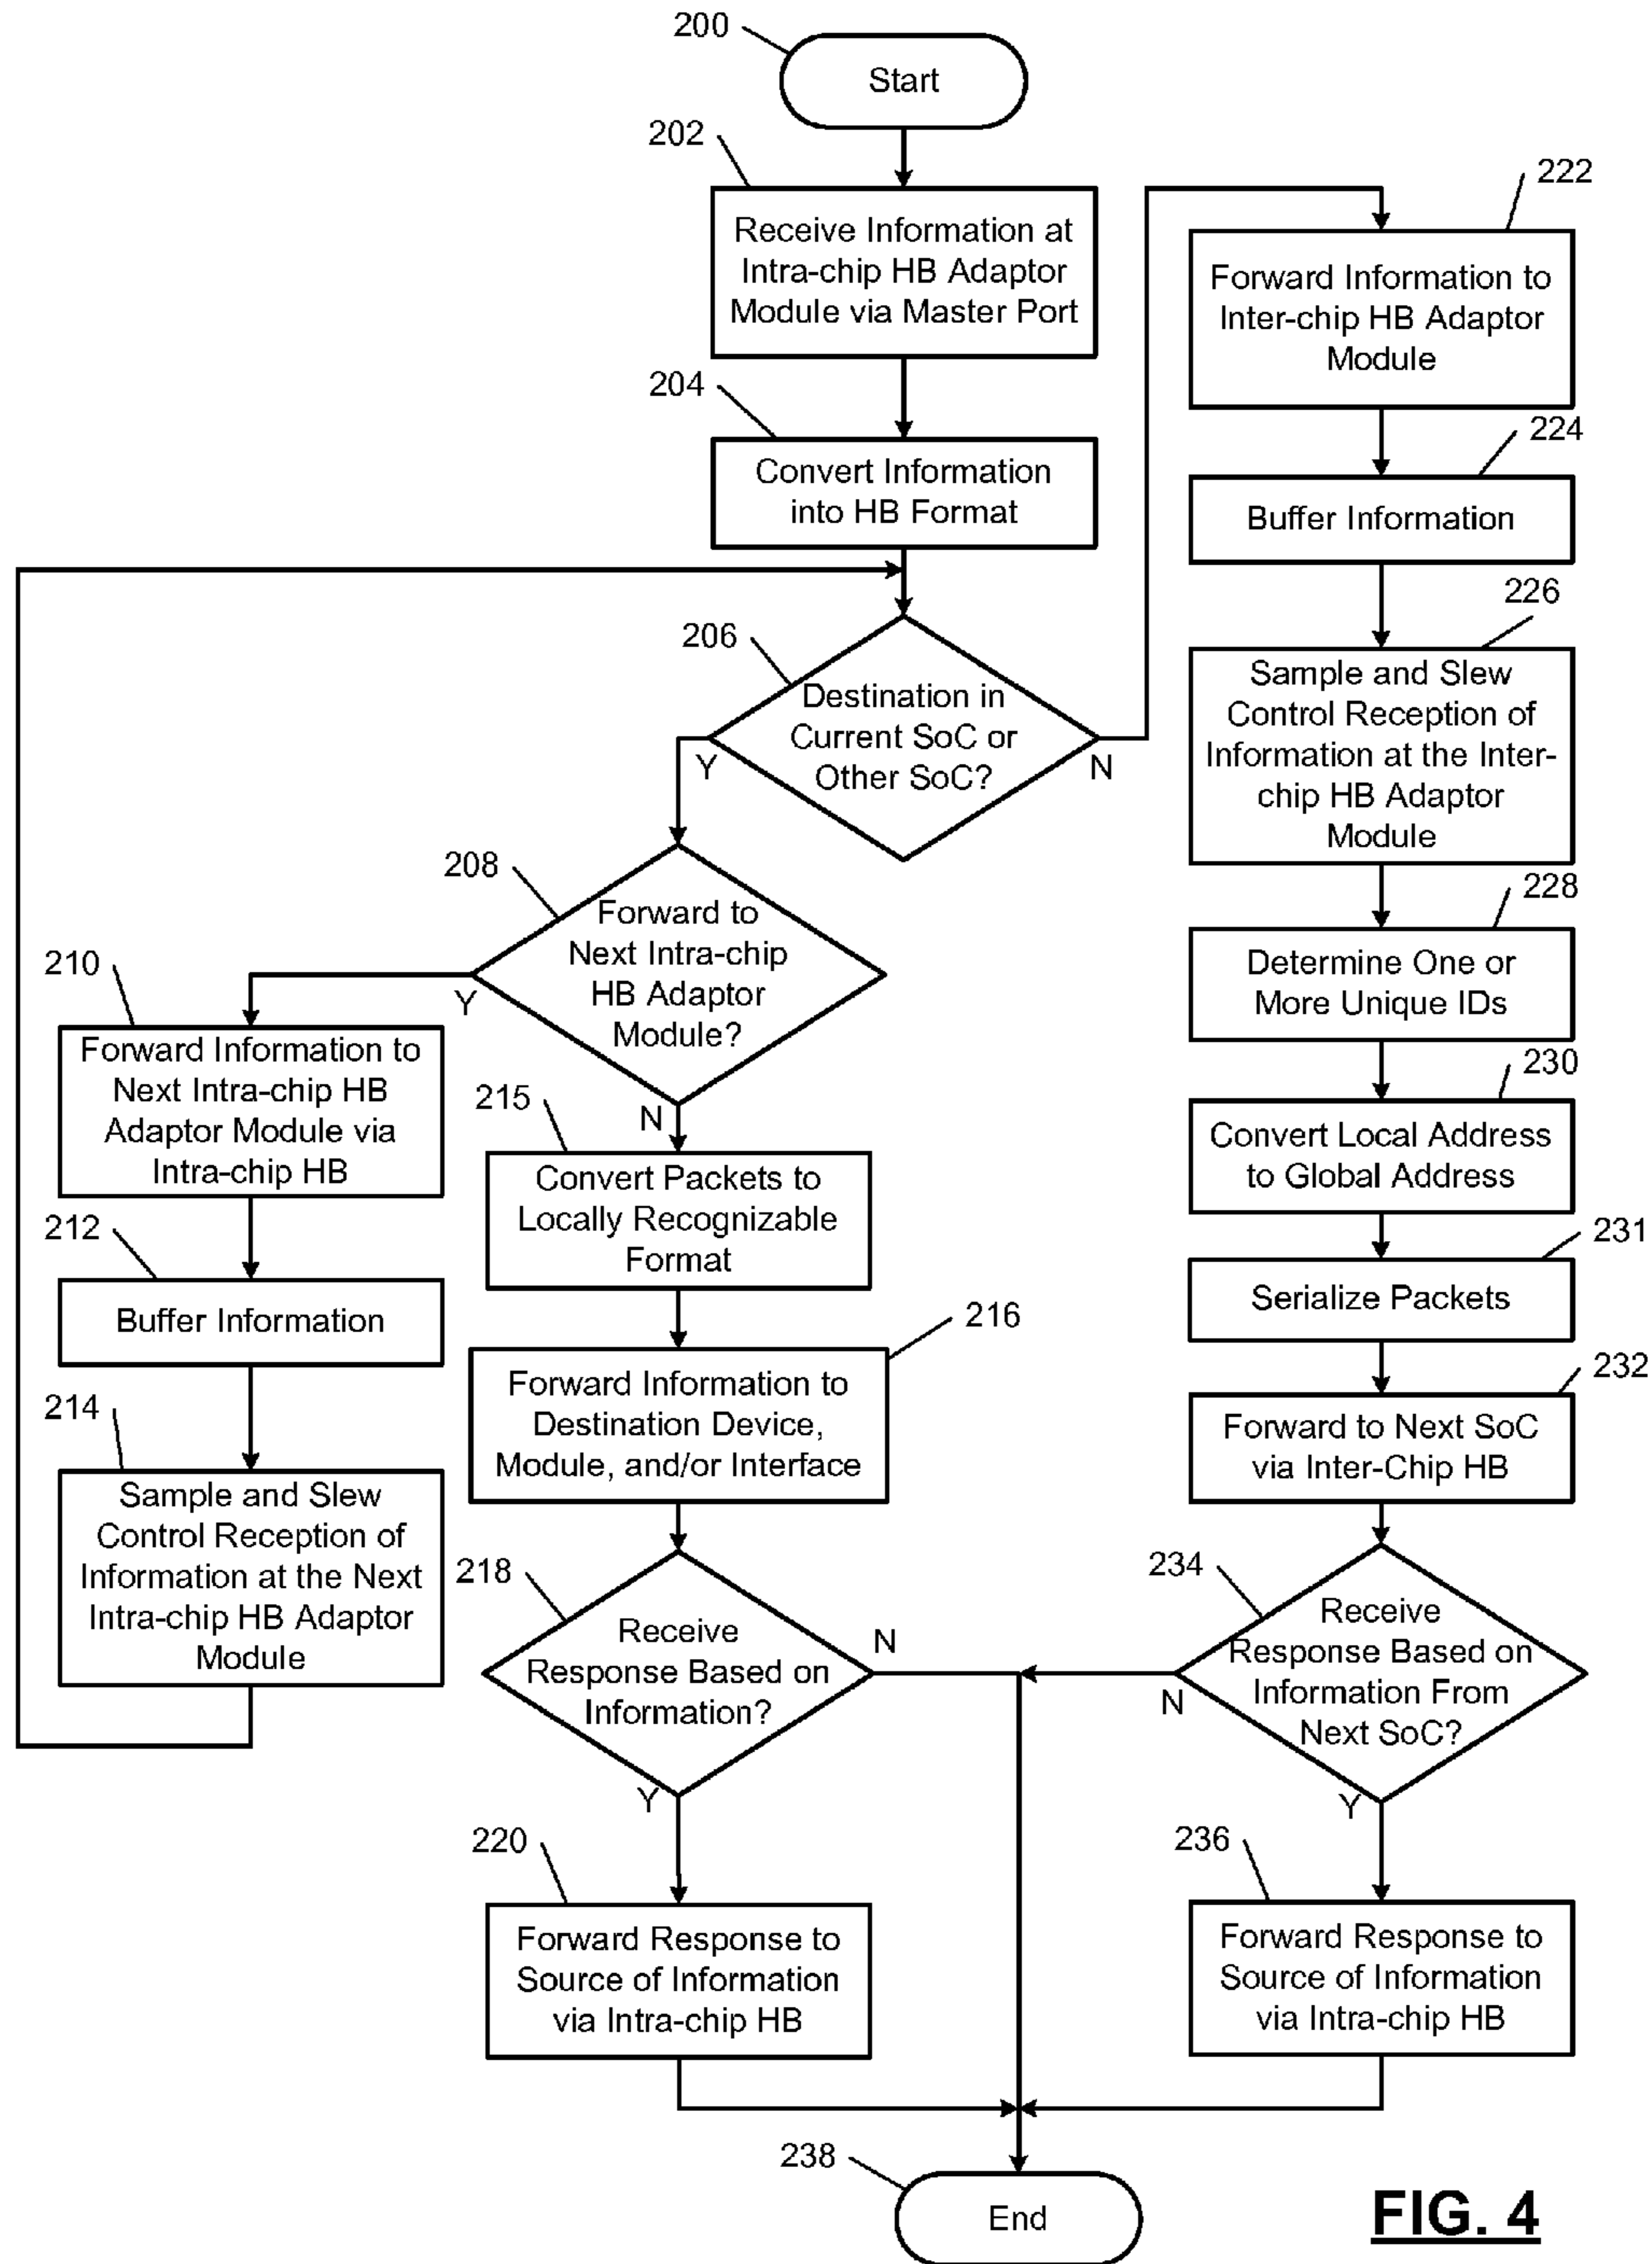 200
Start
202
Receive Information at
Intra-chip HB Adaptor
Module via Master Port
204
Convert Information
into HB Format
206
Destination in
Current SoC or
Other SoC?
Y
N
208
Forward to
Next Intra-chip
HB Adaptor
Module?
Y
N
210
Forward Information to
Next Intra-chip HB
Adaptor Module via
Intra-chip HB
212
Buffer Information
214
Sample and Slew
Control Reception of
Information at the Next
Intra-chip HB Adaptor
Module
215
Convert Packets to
Locally Recognizable
Format
216
Forward Information to
Destination Device,
Module, and/or Interface
218
Receive
Response Based on
Information?
N
Y
220
Forward Response to
Source of Information
via Intra-chip HB
222
Forward Information to
Inter-chip HB Adaptor
Module
224
Buffer Information
226
Sample and Slew
Control Reception of
Information at the Inter-
chip HB Adaptor
Module
228
Determine One or
More Unique IDs
230
Convert Local Address
to Global Address
231
Serialize Packets
232
Forward to Next SoC
via Inter-Chip HB
234
Receive
Response Based on
Information From
Next SoC?
N
Y
236
Forward Response to
Source of Information
via Intra-chip HB
238
End
FIG. 4